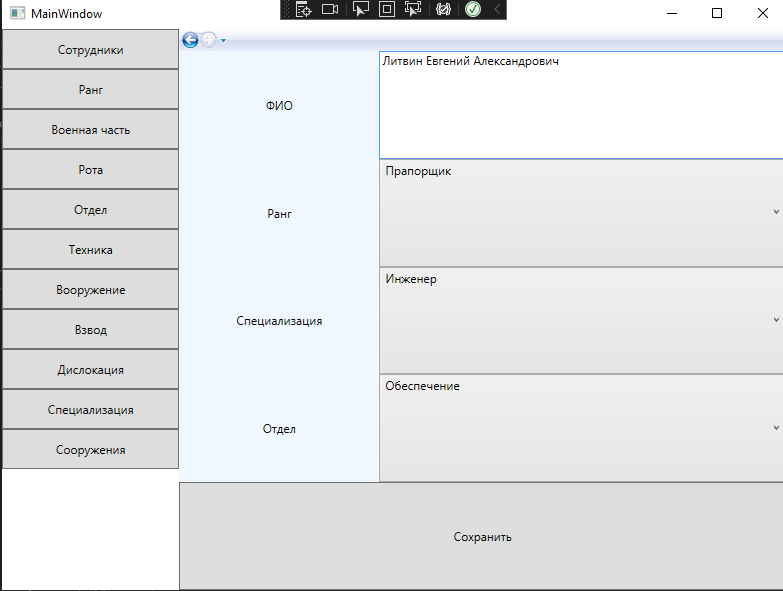 MainWindow
Сотрудники
Ранг
Военная часть
Рота
Отдел
Техника
Вооружение
Взвод
Дислокация
Специализация
Сооружения
ФИО
Литвин Евгений Александрович
Ранг
Прапорщик
Специализация
Инженер
Отдел
Обеспечение
Сохранить